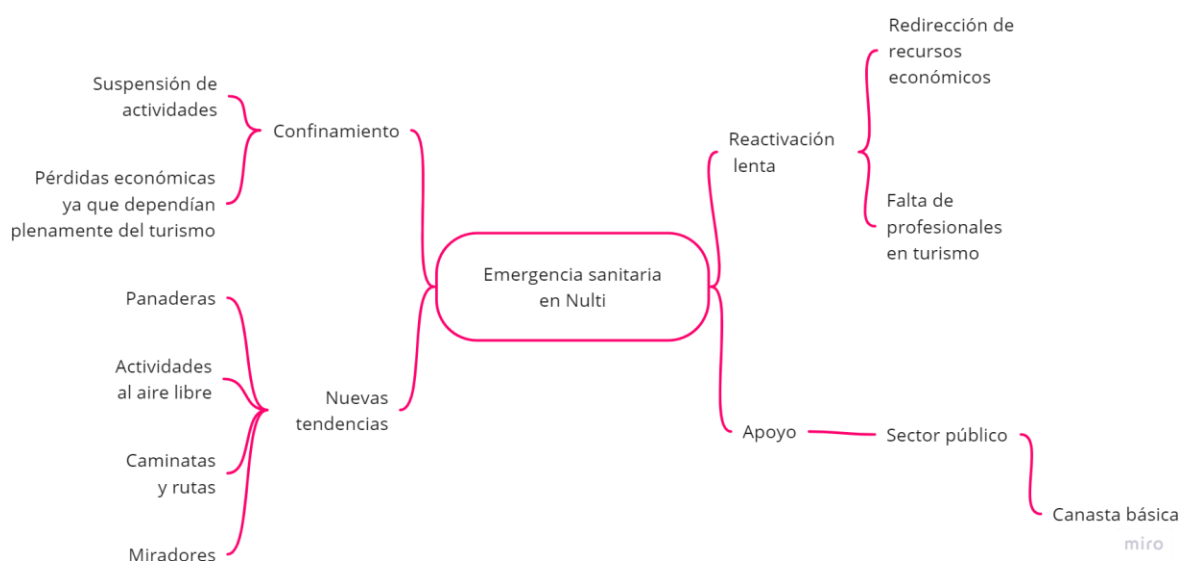 Emergencia sanitaria
en Nulti
Confinamiento
Suspensión de
actividades
Pérdidas económicas
ya que dependían
plenamente del turismo
Nuevas
tendencias
Panaderas
Actividades
al aire libre
Caminatas
y rutas
Miradores
Reactivación
lenta
Redirección de
recursos
económicos
Falta de
profesionales
en turismo
Apoyo
Sector público
Canasta básica
miro